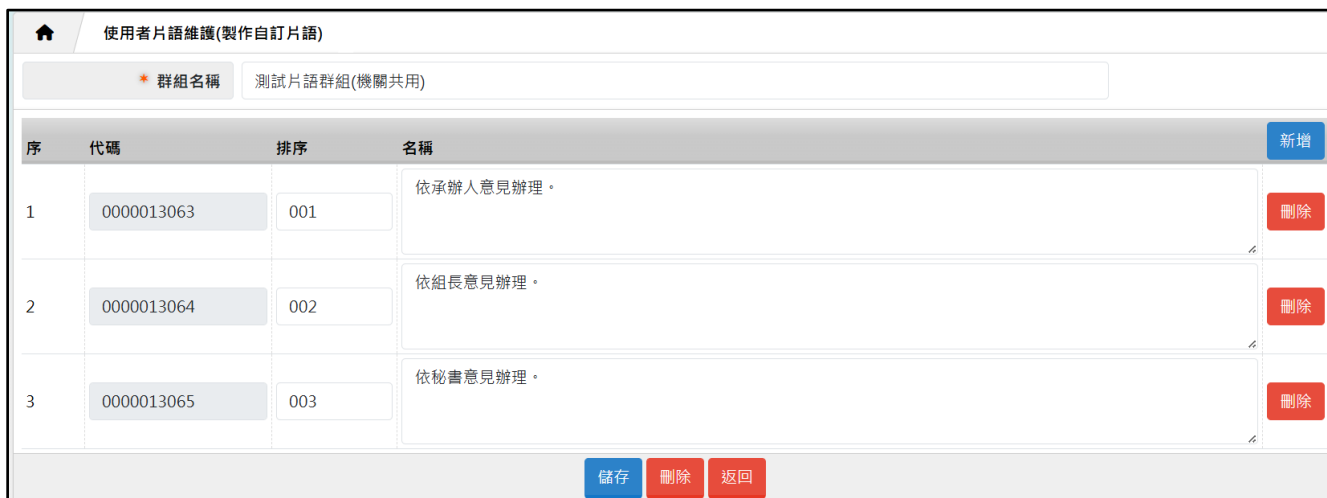 使用者片語維護(製作自訂片語)
* 群組名稱 測試片語群組(機關共用)
序 代碼 排序 名稱 新增
1 0000013063 001 依承辦人意見辦理。 刪除
2 0000013064 002 依組長意見辦理。 刪除
3 0000013065 003 依秘書意見辦理。 刪除
儲存 刪除 返回